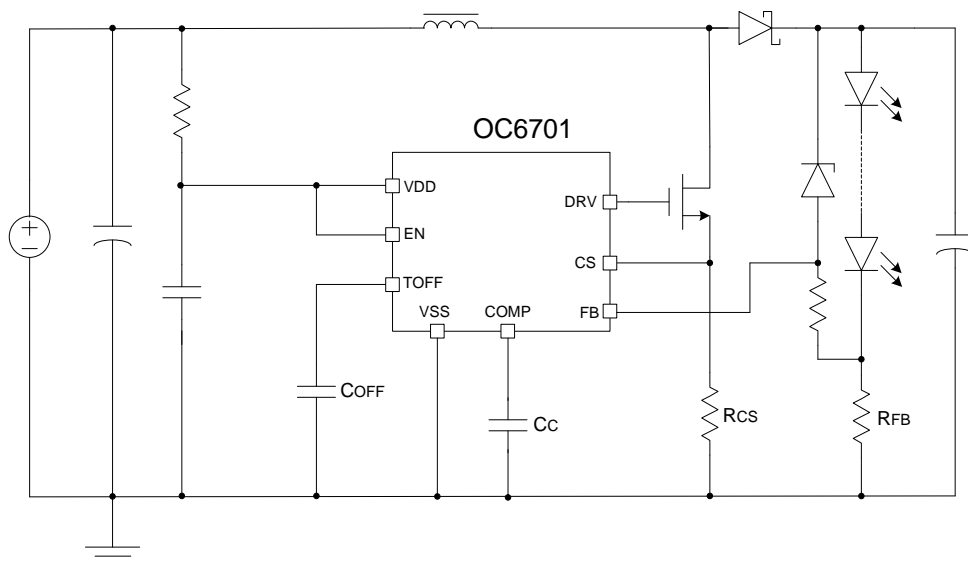 OC6701
VDD
DRV
EN
CS
TOFF
FB
VSS
COMP
COFF
CC
RCS
RFB